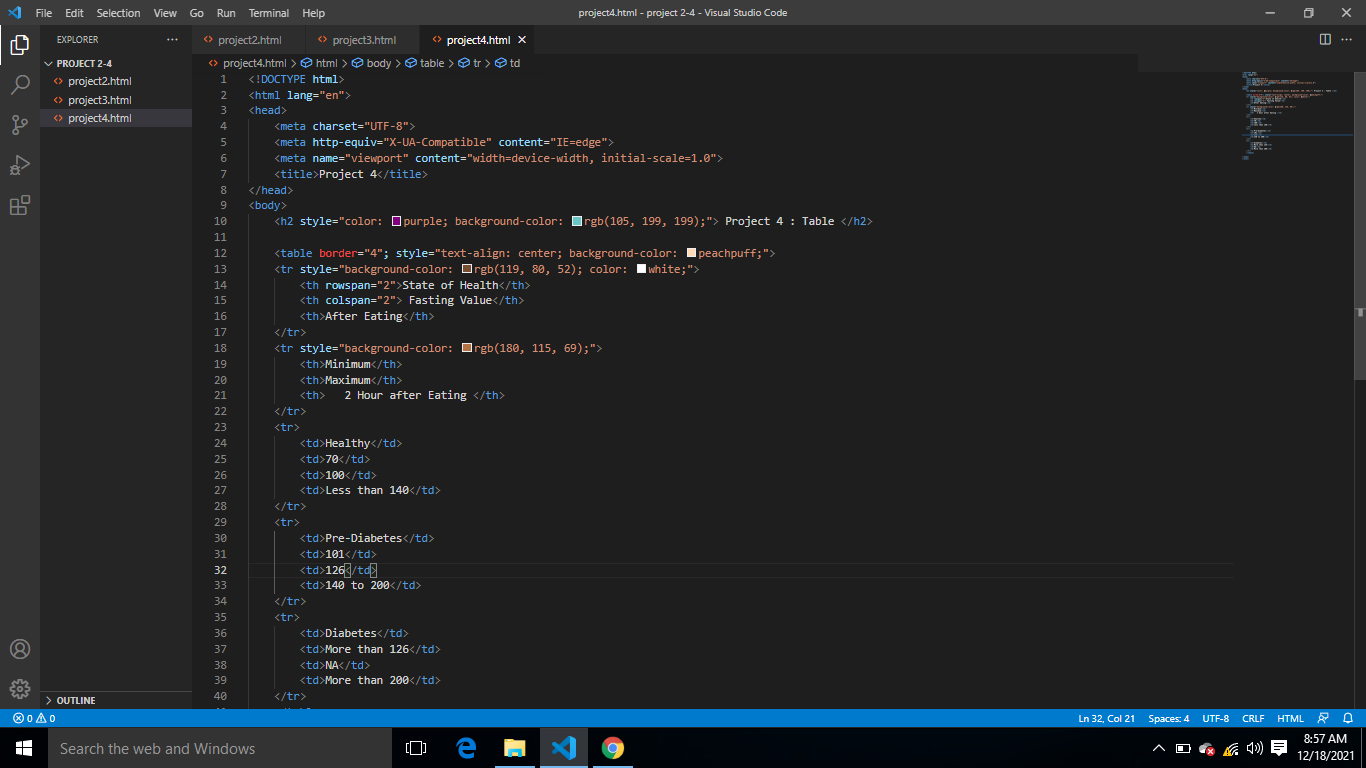 File Edit Selection View Go Run Terminal Help project4.html - project 2-4 - Visual Studio Code
EXPLORER ··· project2.html project3.html project4.html
PROJECT 2-4
project2.html
project3.html
project4.html
OUTLINE
project4.html > html > body > table > tr > td
1 <!DOCTYPE html>
2 <html lang="en">
3 <head>
4 <meta charset="UTF-8">
5 <meta http-equiv="X-UA-Compatible" content="IE=edge">
6 <meta name="viewport" content="width=device-width, initial-scale=1.0">
7 <title>Project 4</title>
8 </head>
9 <body>
10 <h2 style="color: purple; background-color: rgb(105, 199, 199);"> Project 4 : Table </h2>
11
12 <table border="4"; style="text-align: center; background-color: peachpuff;">
13 <tr style="background-color: rgb(119, 80, 52); color: white;">
14 <th rowspan="2">State of Health</th>
15 <th colspan="2"> Fasting Value</th>
16 <th>After Eating</th>
17 </tr>
18 <tr style="background-color: rgb(180, 115, 69);">
19 <th>Minimum</th>
20 <th>Maximum</th>
21 <th>   2 Hour after Eating </th>
22 </tr>
23 <tr>
24 <td>Healthy</td>
25 <td>70</td>
26 <td>100</td>
27 <td>Less than 140</td>
28 </tr>
29 <tr>
30 <td>Pre-Diabetes</td>
31 <td>101</td>
32 <td>126</td>
33 <td>140 to 200</td>
34 </tr>
35 <tr>
36 <td>Diabetes</td>
37 <td>More than 126</td>
38 <td>NA</td>
39 <td>More than 200</td>
40 </tr>
0 0 Ln 32, Col 21 Spaces: 4 UTF-8 CRLF HTML
Search the web and Windows
8:57 AM
12/18/2021